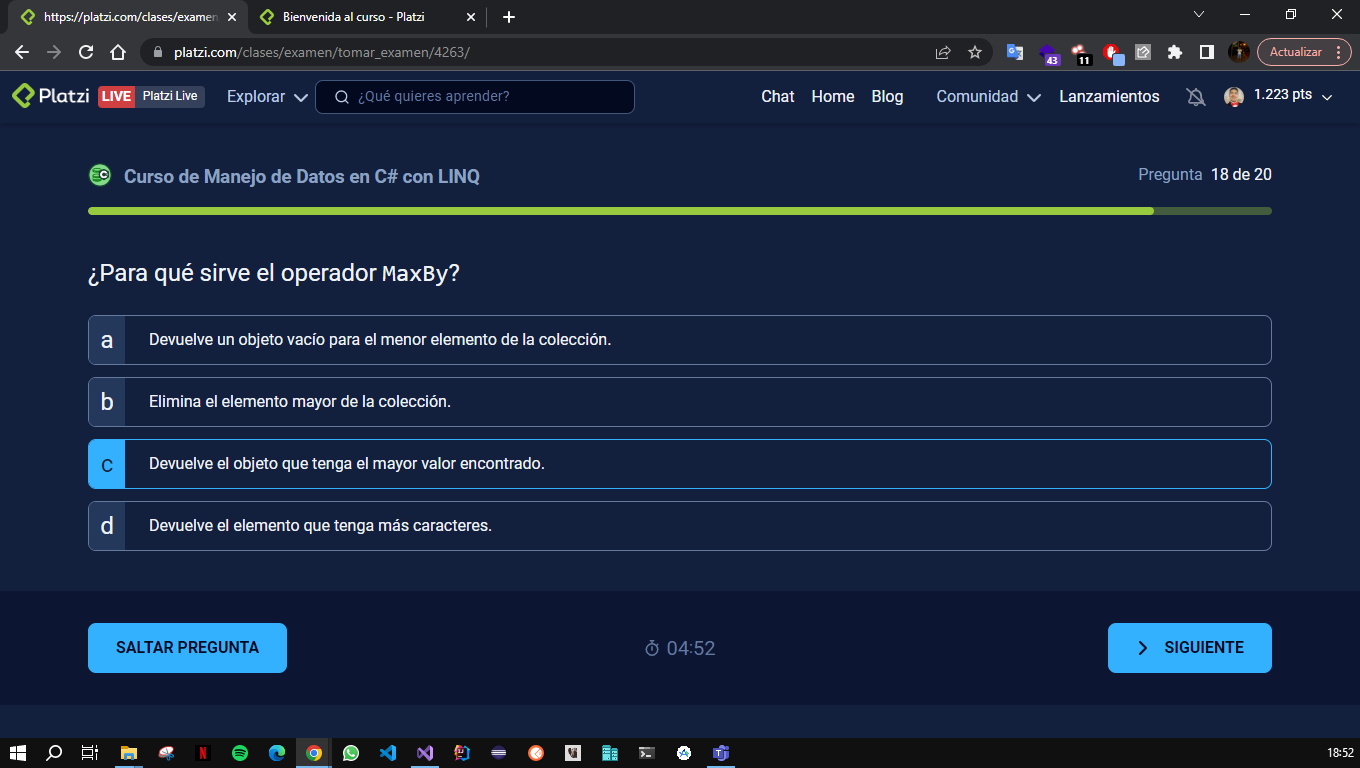 https://platzi.com/clases/examen
Bienvenida al curso - Platzi
platzi.com/clases/examen/tomar_examen/4263/
43
11
Actualizar
Platzi
LIVE Platzi Live
Explorar
¿Qué quieres aprender?
Chat
Home
Blog
Comunidad
Lanzamientos
1.223 pts
Curso de Manejo de Datos en C# con LINQ
Pregunta 18 de 20
¿Para qué sirve el operador MaxBy?
a Devuelve un objeto vacío para el menor elemento de la colección.
b Elimina el elemento mayor de la colección.
c Devuelve el objeto que tenga el mayor valor encontrado.
d Devuelve el elemento que tenga más caracteres.
SALTAR PREGUNTA
04:52
SIGUIENTE
18:52